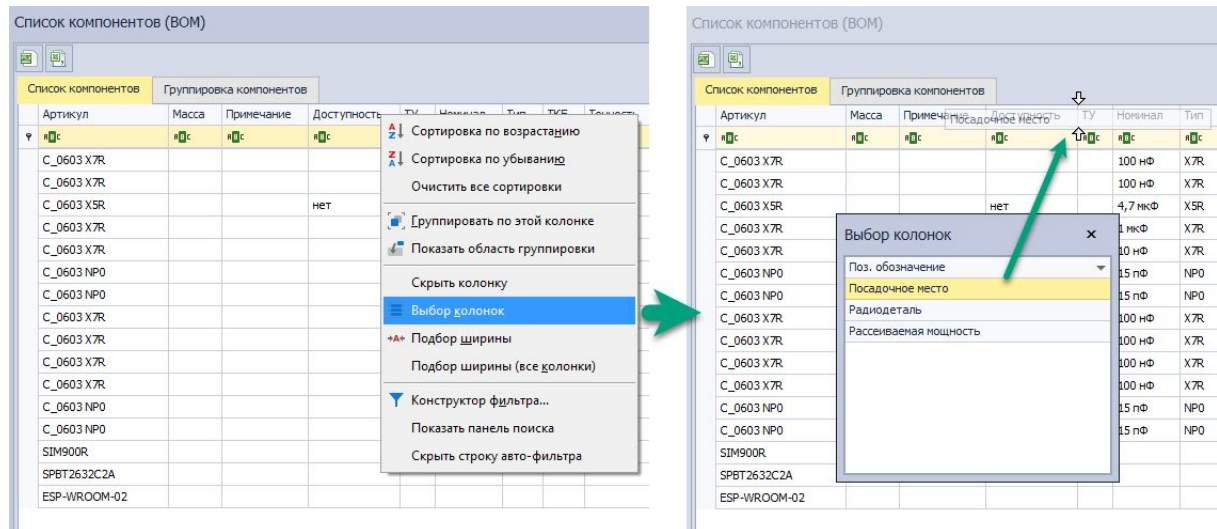 Список компонентов (BOM)
Список компонентов Группировка компонентов
Артикул Масса Примечание Доступность ТУ Номинал Тип ТКЕ Точность
C_0603 X7R
C_0603 X7R
C_0603 X5R нет
C_0603 X7R
C_0603 X7R
C_0603 NP0
C_0603 NP0
C_0603 X7R
C_0603 X7R
C_0603 X7R
C_0603 X7R
C_0603 NP0
C_0603 NP0
SIM900R
SPBT2632C2A
ESP-WROOM-02
Сортировка по возрастанию
Сортировка по убыванию
Очистить все сортировки
Группировать по этой колонке
Показать область группировки
Скрыть колонку
Выбор колонок
Подбор ширины
Подбор ширины (все колонки)
Конструктор фильтра...
Показать панель поиска
Скрыть строку авто-фильтра
Список компонентов (BOM)
Список компонентов Группировка компонентов
Артикул Масса Примечание Доступность ТУ Номинал Тип
Посадочное место
C_0603 X7R 100 нФ X7R
C_0603 X7R 100 нФ X7R
C_0603 X5R нет 4,7 мкФ X5R
C_0603 X7R 1 мкФ X7R
C_0603 X7R 10 нФ X7R
C_0603 NP0 15 пФ NP0
C_0603 NP0 15 пФ NP0
C_0603 X7R 100 нФ X7R
C_0603 X7R 100 нФ X7R
C_0603 X7R 100 нФ X7R
C_0603 X7R 100 нФ X7R
C_0603 NP0 15 пФ NP0
C_0603 NP0 15 пФ NP0
SIM900R
SPBT2632C2A
ESP-WROOM-02
Выбор колонок
Поз. обозначение
Посадочное место
Радиодеталь
Рассеиваемая мощность